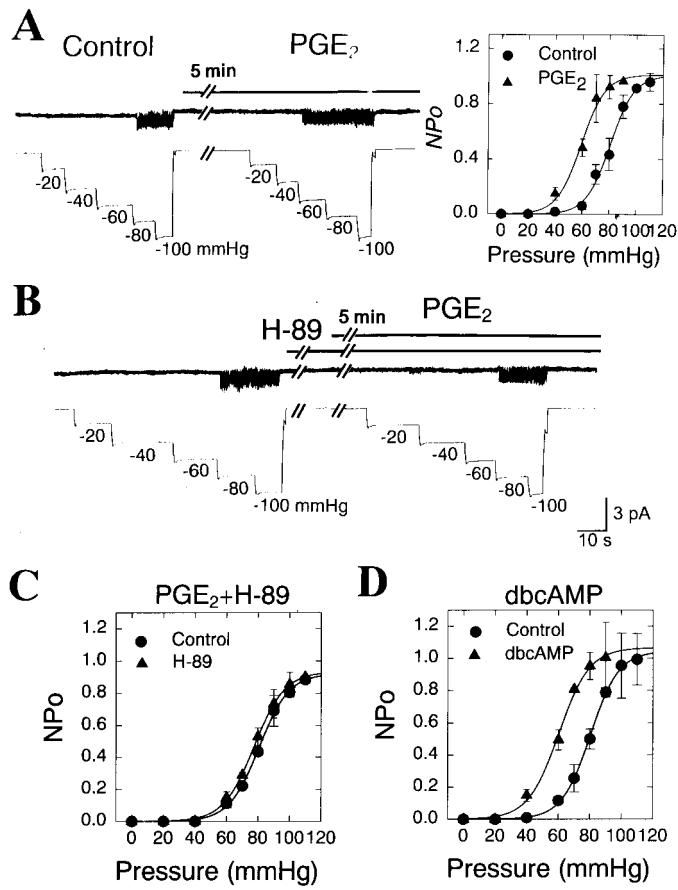 A
Control
PGE2
5 min
-20
-40
-60
-80
-100 mmHg
-20
-40
-60
-80
-100
1.2
0.8
0.4
0.0
NPo
Control
PGE2
0 20 40 60 80 100 120
Pressure (mmHg)
B
PGE2
H-89
5 min
-20
-40
-60
-80
-100 mmHg
-20
-40
-60
-80
-100
3 pA
10 s
C
PGE2+H-89
1.2
1.0
0.8
0.6
0.4
0.2
0.0
NPo
Control
H-89
0 20 40 60 80 100 120
Pressure (mmHg)
D
dbcAMP
1.2
1.0
0.8
0.6
0.4
0.2
0.0
NPo
Control
dbcAMP
0 20 40 60 80 100 120
Pressure (mmHg)